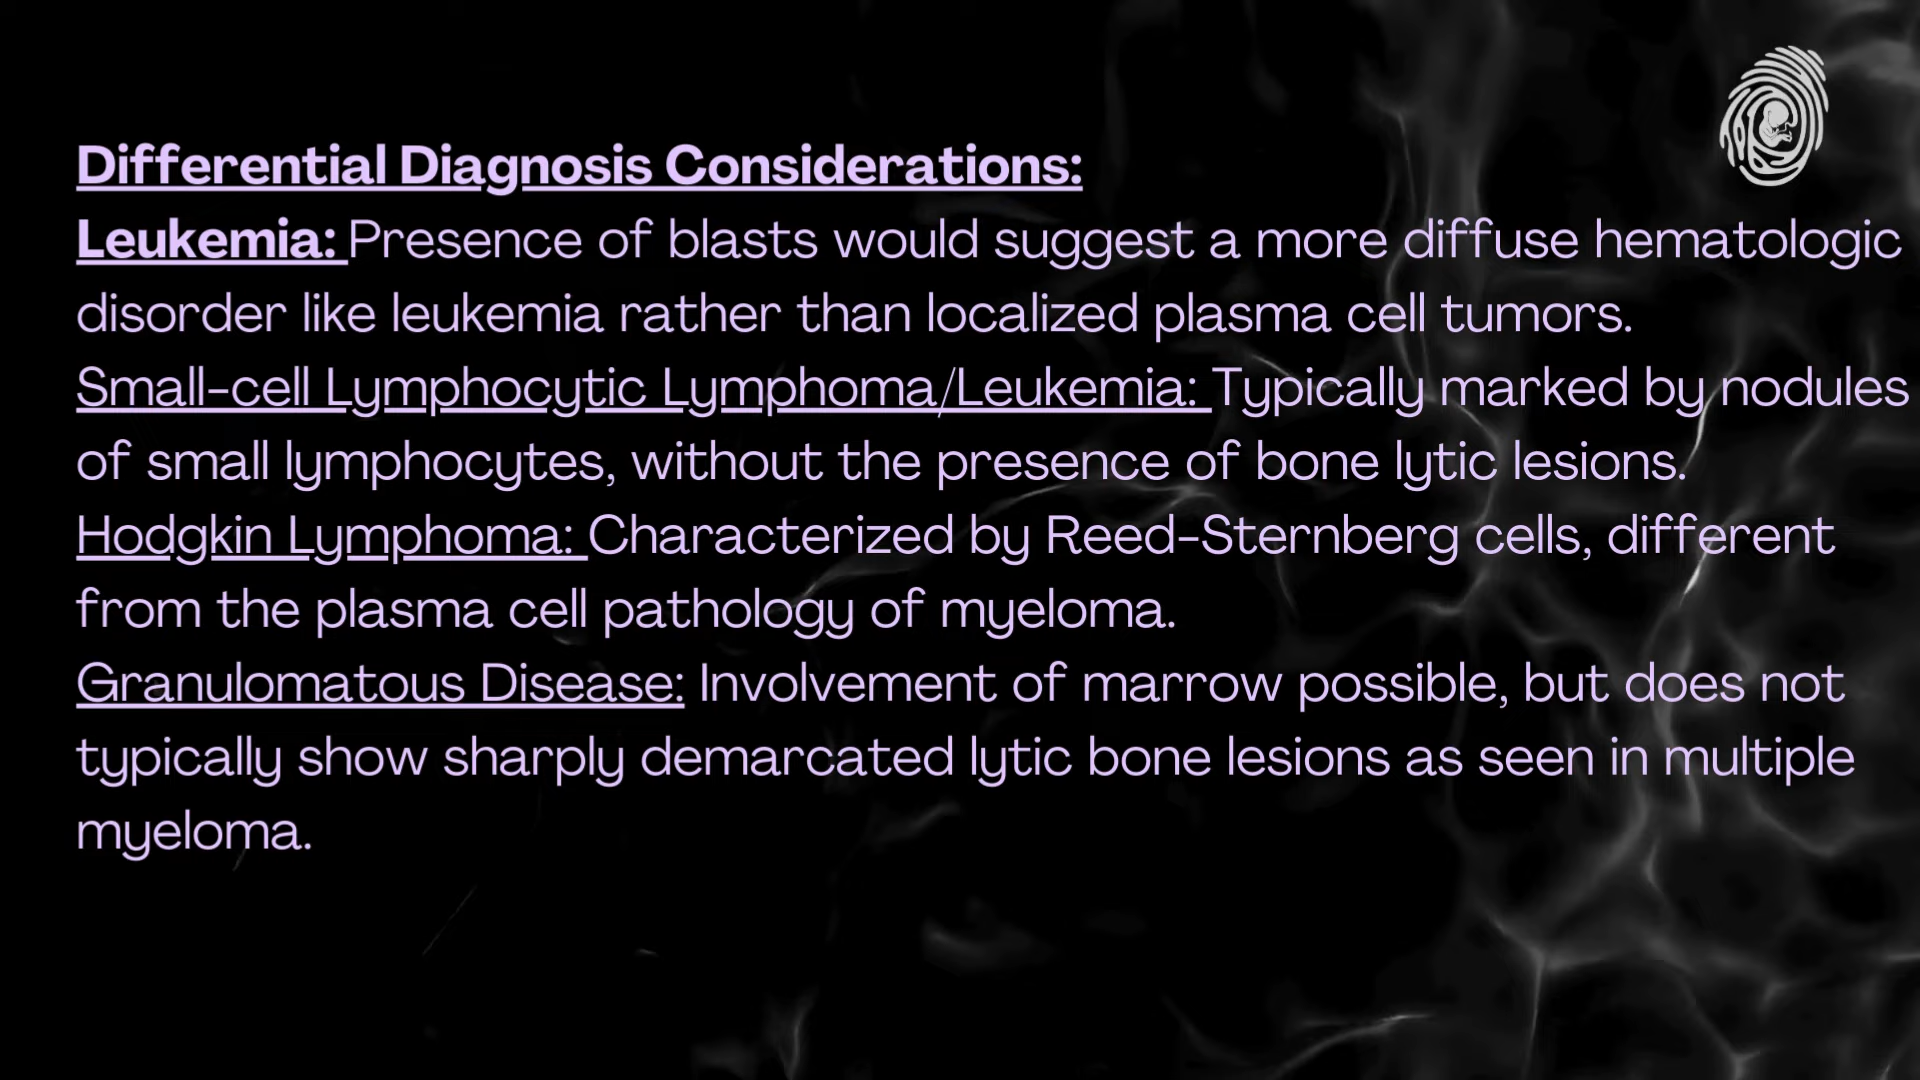 Differential Diagnosis Considerations:
Leukemia: Presence of blasts would suggest a more diffuse hematologic
disorder like leukemia rather than localized plasma cell tumors.
Small-cell Lymphocytic Lymphoma/Leukemia: Typically marked by nodules
of small lymphocytes, without the presence of bone lytic lesions.
Hodgkin Lymphoma: Characterized by Reed-Sternberg cells, different
from the plasma cell pathology of myeloma.
Granulomatous Disease: Involvement of marrow possible, but does not
typically show sharply demarcated lytic bone lesions as seen in multiple
myeloma.